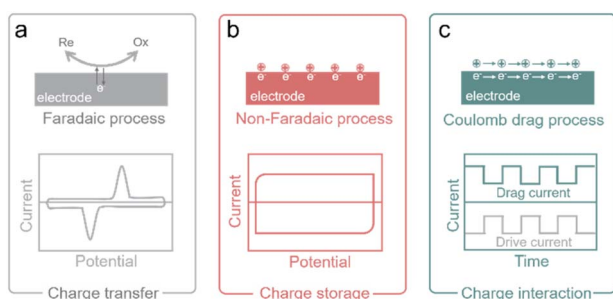 a
Re
Ox
e⁻
electrode
Faradaic process
Current
Potential
Charge transfer
b
⊕ ⊕ ⊕ ⊕ ⊕
e⁻ e⁻ e⁻ e⁻ e⁻
electrode
Non-Faradaic process
Current
Potential
Charge storage
c
⊕→⊕→⊕→⊕→⊕
e⁻→e⁻→e⁻→e⁻→e⁻
electrode
Coulomb drag process
Current
Drag current
Drive current
Time
Charge interaction